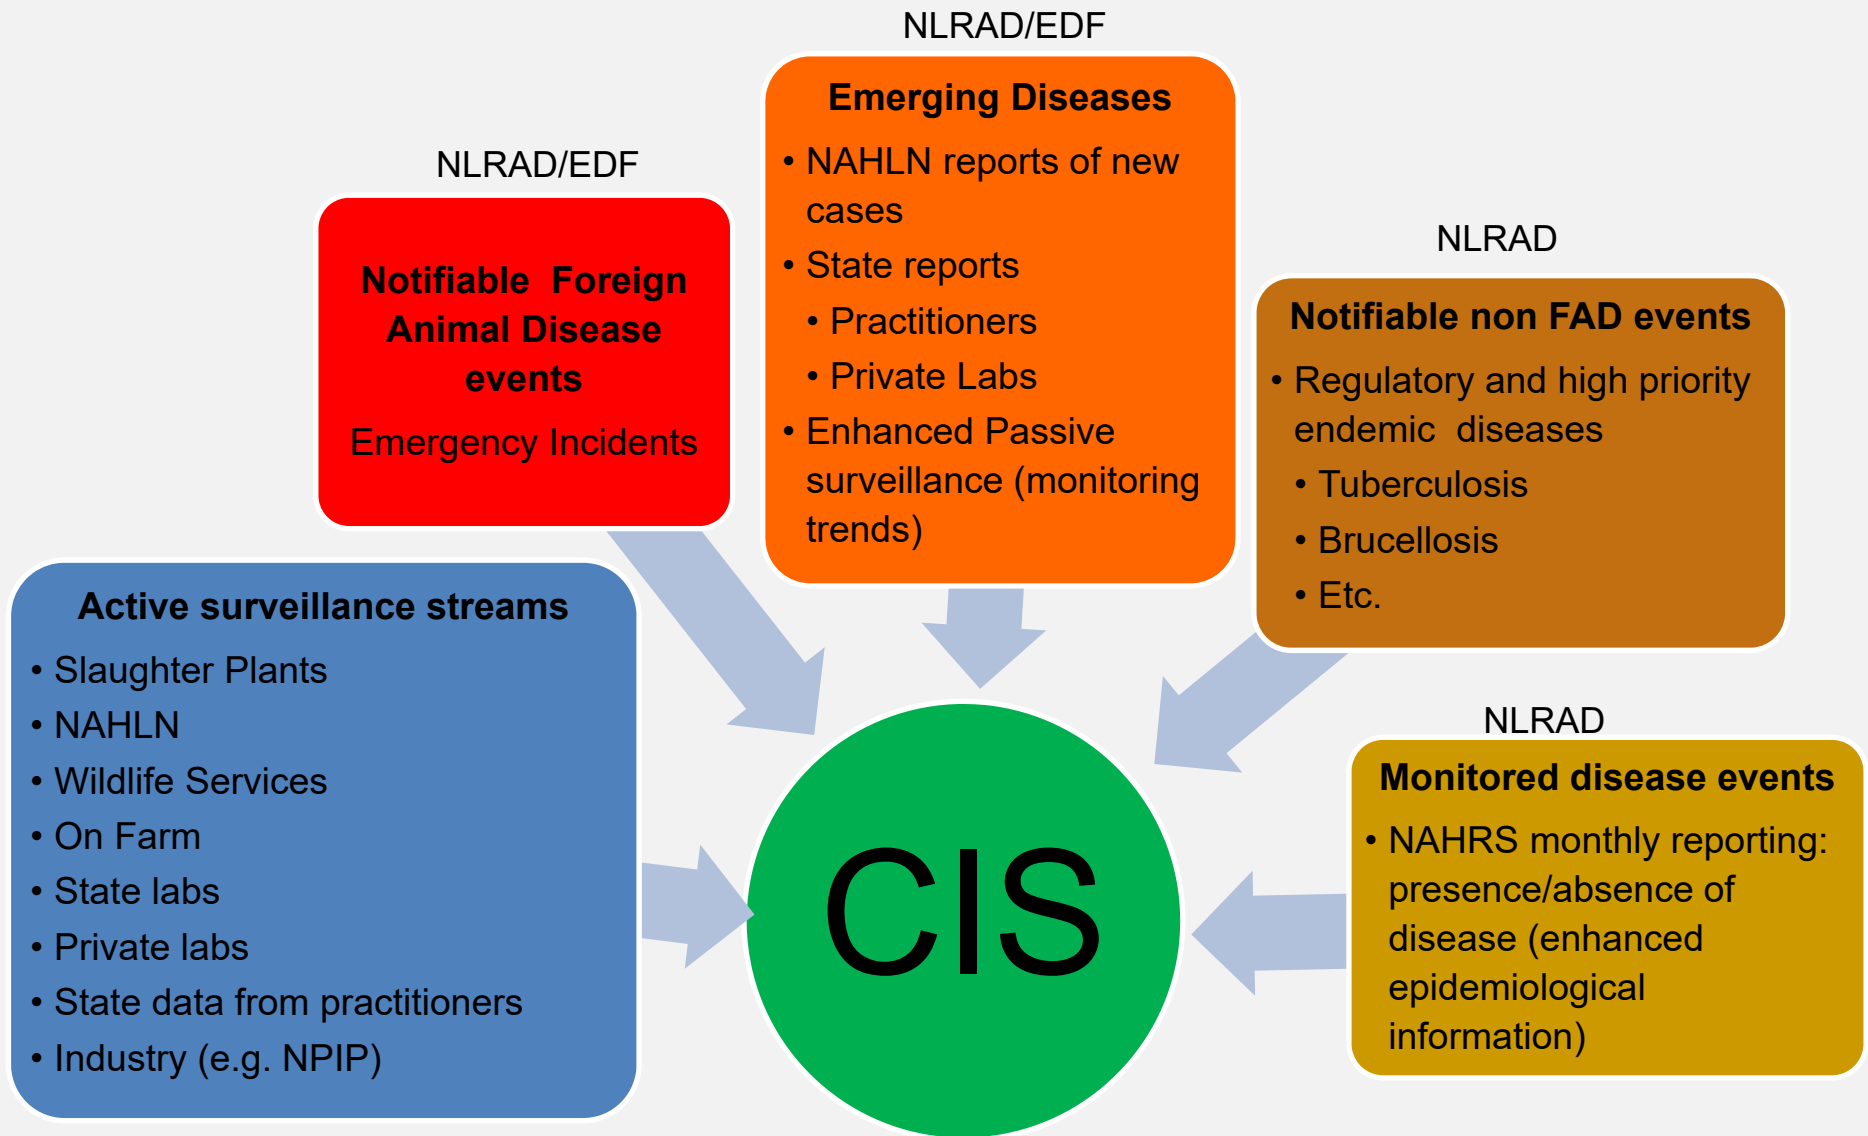 NLRAD/EDF
Emerging Diseases
• NAHLN reports of new
cases
• State reports
• Practitioners
• Private Labs
• Enhanced Passive
surveillance (monitoring
trends)
NLRAD/EDF
Notifiable  Foreign
Animal Disease
events
Emergency Incidents
NLRAD
Notifiable non FAD events
• Regulatory and high priority
endemic  diseases
• Tuberculosis
• Brucellosis
• Etc.
Active surveillance streams
• Slaughter Plants
• NAHLN
• Wildlife Services
• On Farm
• State labs
• Private labs
• State data from practitioners
• Industry (e.g. NPIP)
CIS
NLRAD
Monitored disease events
• NAHRS monthly reporting:
presence/absence of
disease (enhanced
epidemiological
information)